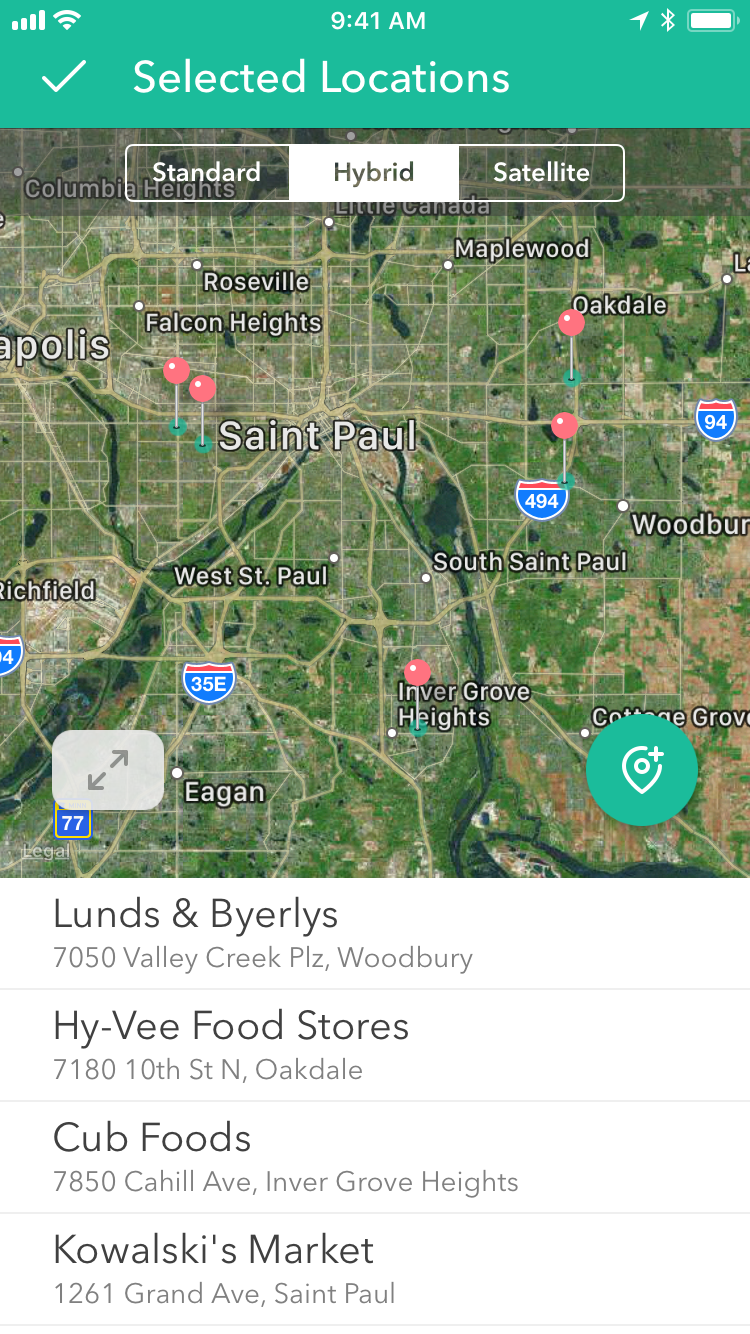 9:41 AM
Selected Locations
Standard
Hybrid
Satellite
Columbia Heights
Little Canada
Maplewood
Roseville
Oakdale
Falcon Heights
apolis
94
Saint Paul
494
Woodbur
South Saint Paul
West St. Paul
Richfield
94
35E
Inver Grove
Heights
Cottage Grove
Eagan
77
Legal
Lunds & Byerlys
7050 Valley Creek Plz, Woodbury
Hy-Vee Food Stores
7180 10th St N, Oakdale
Cub Foods
7850 Cahill Ave, Inver Grove Heights
Kowalski's Market
1261 Grand Ave, Saint Paul